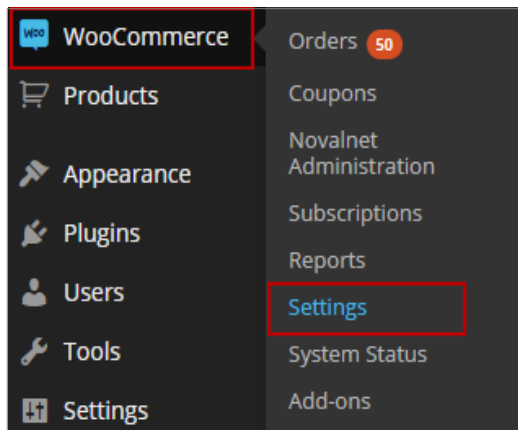 Woo WooCommerce
Products
Appearance
Plugins
Users
Tools
Settings
Orders 50
Coupons
Novalnet
Administration
Subscriptions
Reports
Settings
System Status
Add-ons